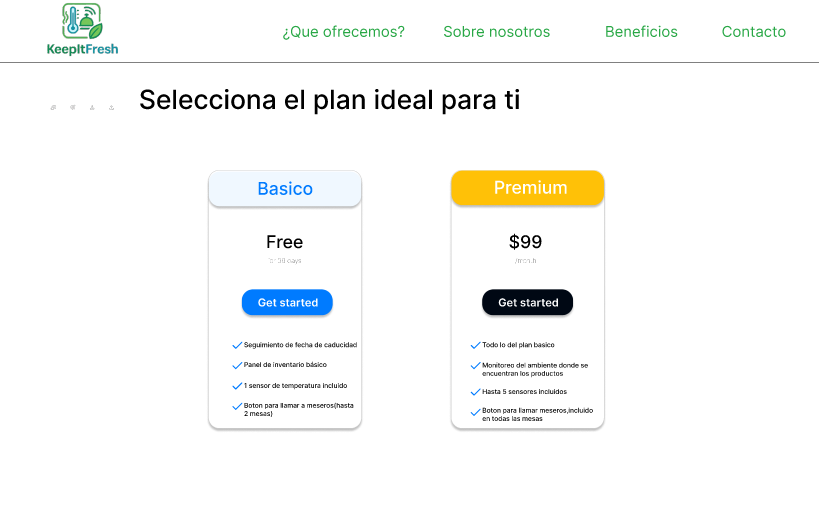 KeepItFresh
¿Que ofrecemos?
Sobre nosotros
Beneficios
Contacto
Selecciona el plan ideal para ti
Basico
Free
days
Get started
Seguimiento de fecha de caducidad
Panel de inventario básico
1 sensor de temperatura incluido
Boton para llamar a meseros(hasta
2 mesas)
Premium
$99
Get started
Todo lo del plan basico
Monitoreo del ambiente donde se
encuentran los productos
Hasta 5 sensores incluidos
Boton para llamar meseros,incluido
en todas las mesas